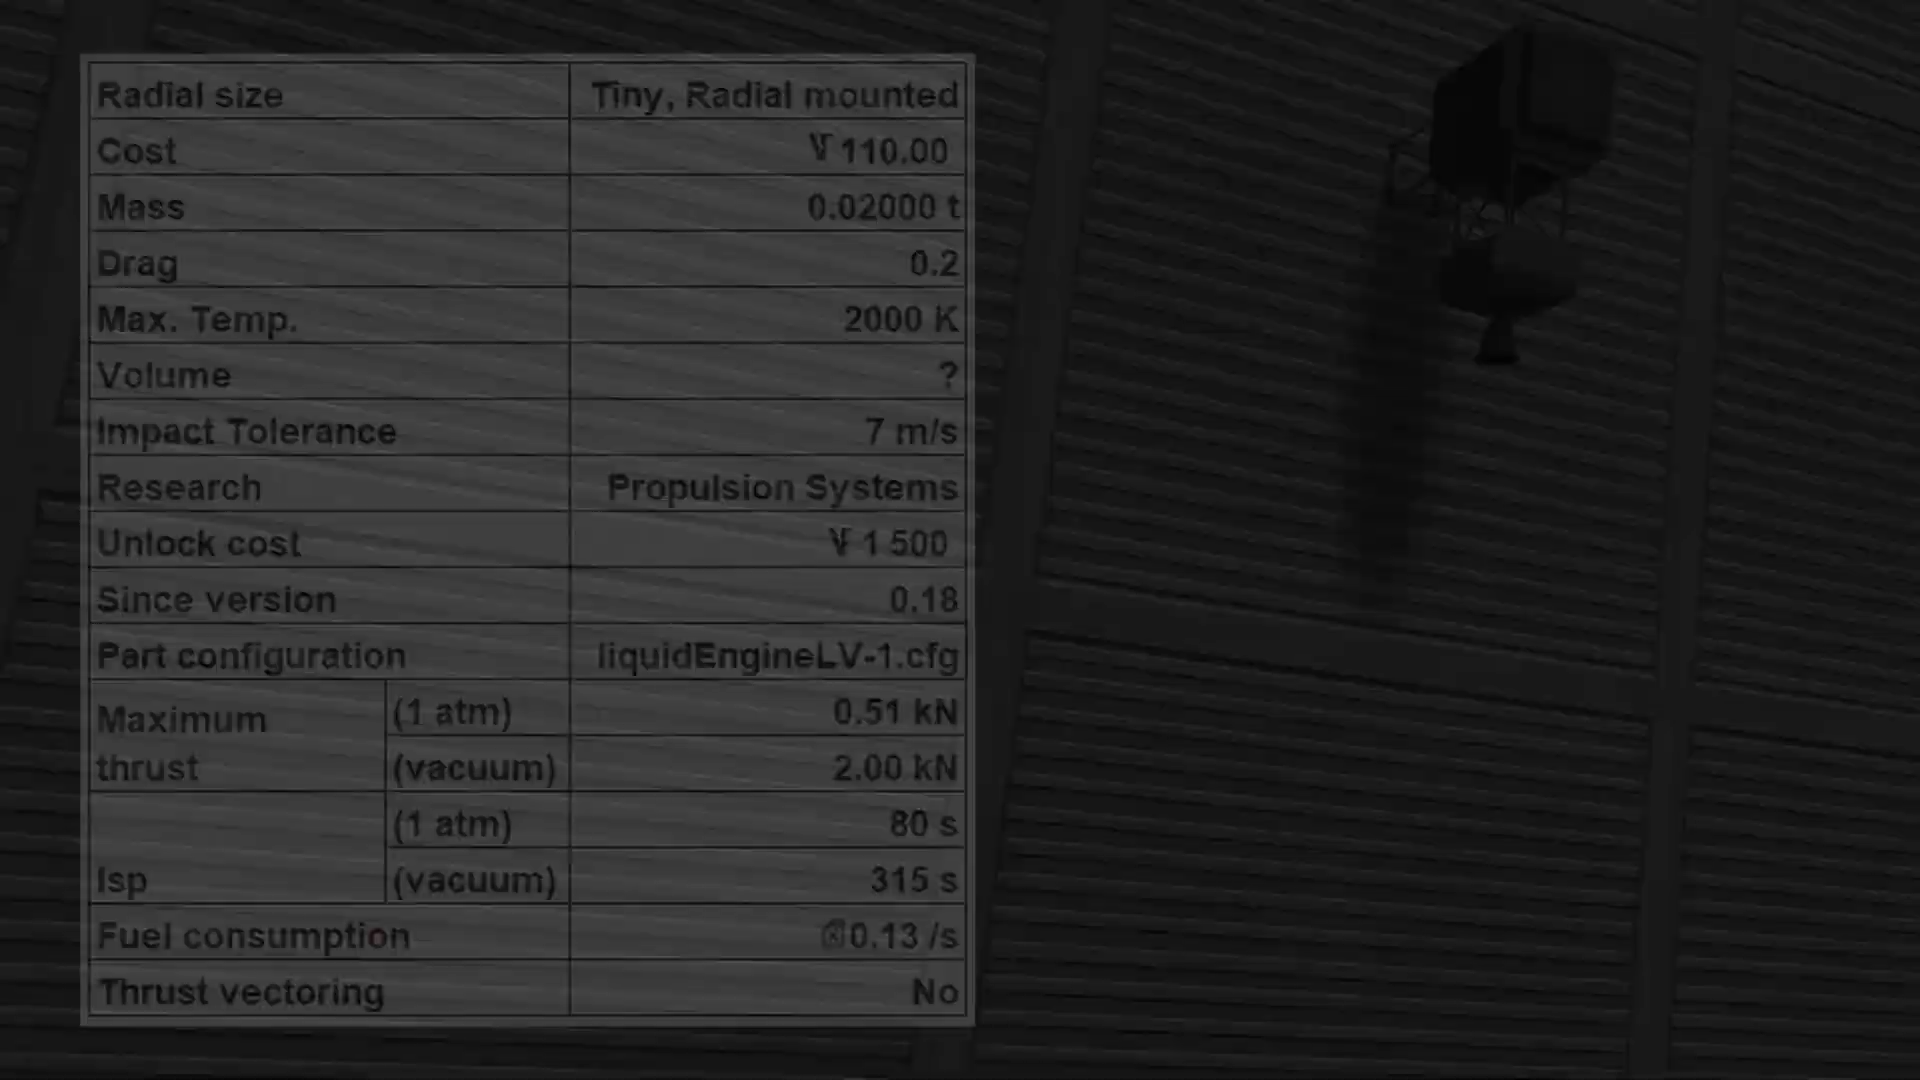 Radial size Tiny, Radial mounted
Cost 110.00
Mass 0.02000 t
Drag 0.2
Max. Temp. 2000 K
Volume ?
Impact Tolerance 7 m/s
Research Propulsion Systems
Unlock cost 1 500
Since version 0.18
Part configuration liquidEngineLV-1.cfg
Maximum thrust (1 atm) 0.51 kN
(vacuum) 2.00 kN
Isp (1 atm) 80 s
(vacuum) 315 s
Fuel consumption 0.13 /s
Thrust vectoring No